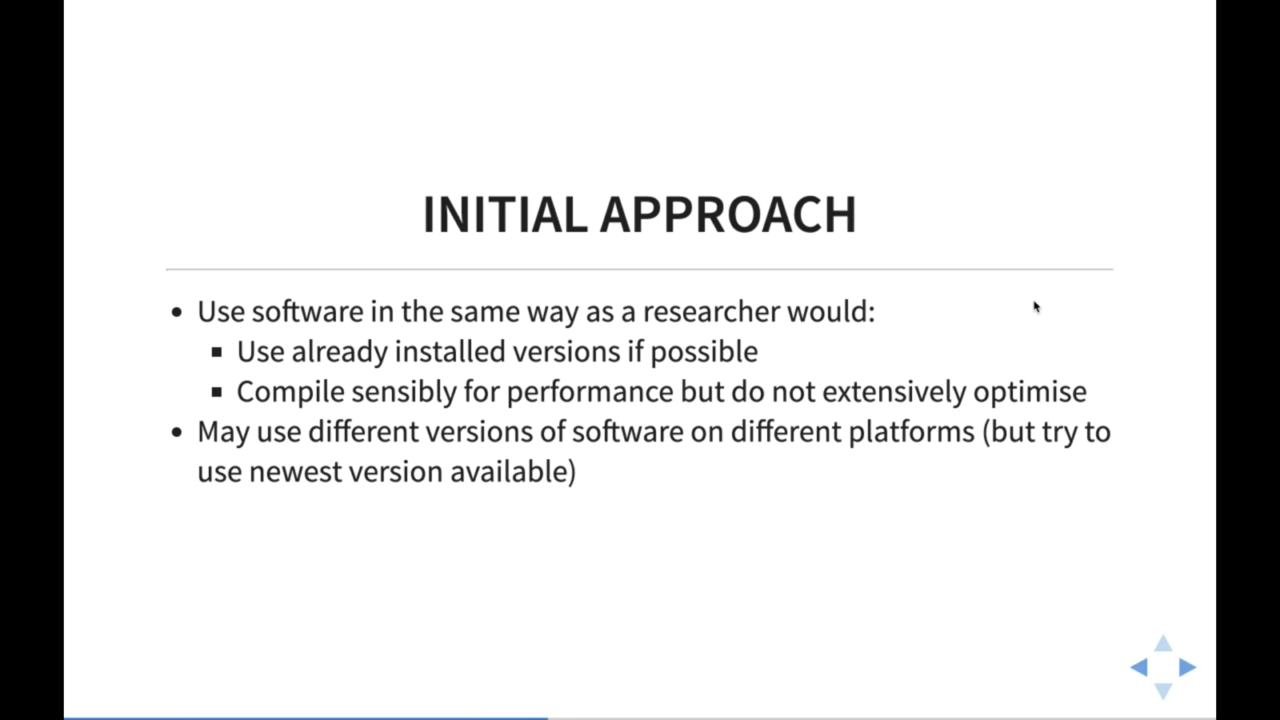 INITIAL APPROACH
• Use software in the same way as a researcher would:
▪ Use already installed versions if possible
▪ Compile sensibly for performance but do not extensively optimise
• May use different versions of software on different platforms (but try to
use newest version available)